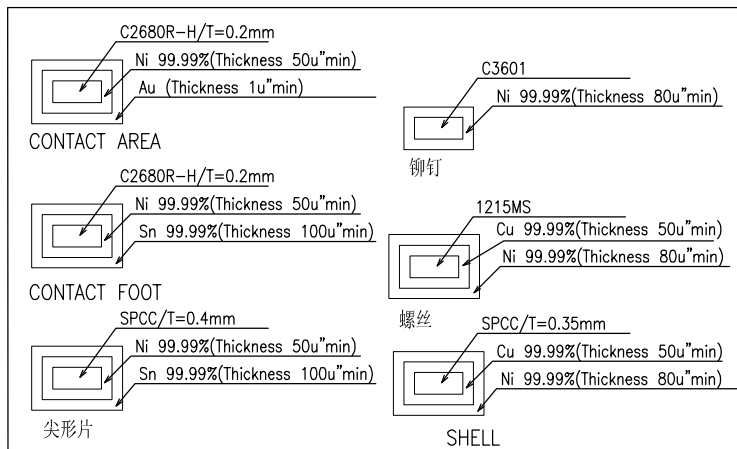 C2680R-H/T=0.2mm
Ni 99.99%(Thickness 50u"min)
Au (Thickness 1u"min)
CONTACT AREA
C3601
Ni 99.99%(Thickness 80u"min)
铆钉
C2680R-H/T=0.2mm
Ni 99.99%(Thickness 50u"min)
Sn 99.99%(Thickness 100u"min)
CONTACT FOOT
1215MS
Cu 99.99%(Thickness 50u"min)
Ni 99.99%(Thickness 80u"min)
螺丝
SPCC/T=0.4mm
Ni 99.99%(Thickness 50u"min)
Sn 99.99%(Thickness 100u"min)
尖形片
SPCC/T=0.35mm
Cu 99.99%(Thickness 50u"min)
Ni 99.99%(Thickness 80u"min)
SHELL